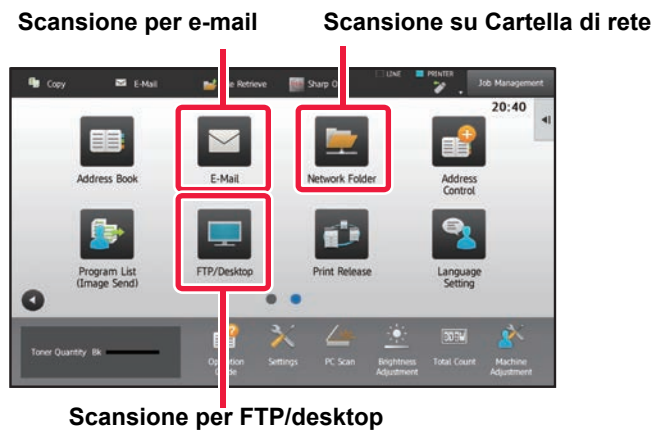 Scansione per e-mail
Scansione su Cartella di rete
Copy
E-Mail
Retrieve
Sharp
LINE
PRINTER
Job Management
20:40
Address Book
E-Mail
Network Folder
Address
Control
Program List
(Image Send)
FTP/Desktop
Print Release
Language
Setting
Toner Quantity Bk
Settings
PC Scan
Brightness
Adjustment
Total Count
Machine
Adjustment
Scansione per FTP/desktop